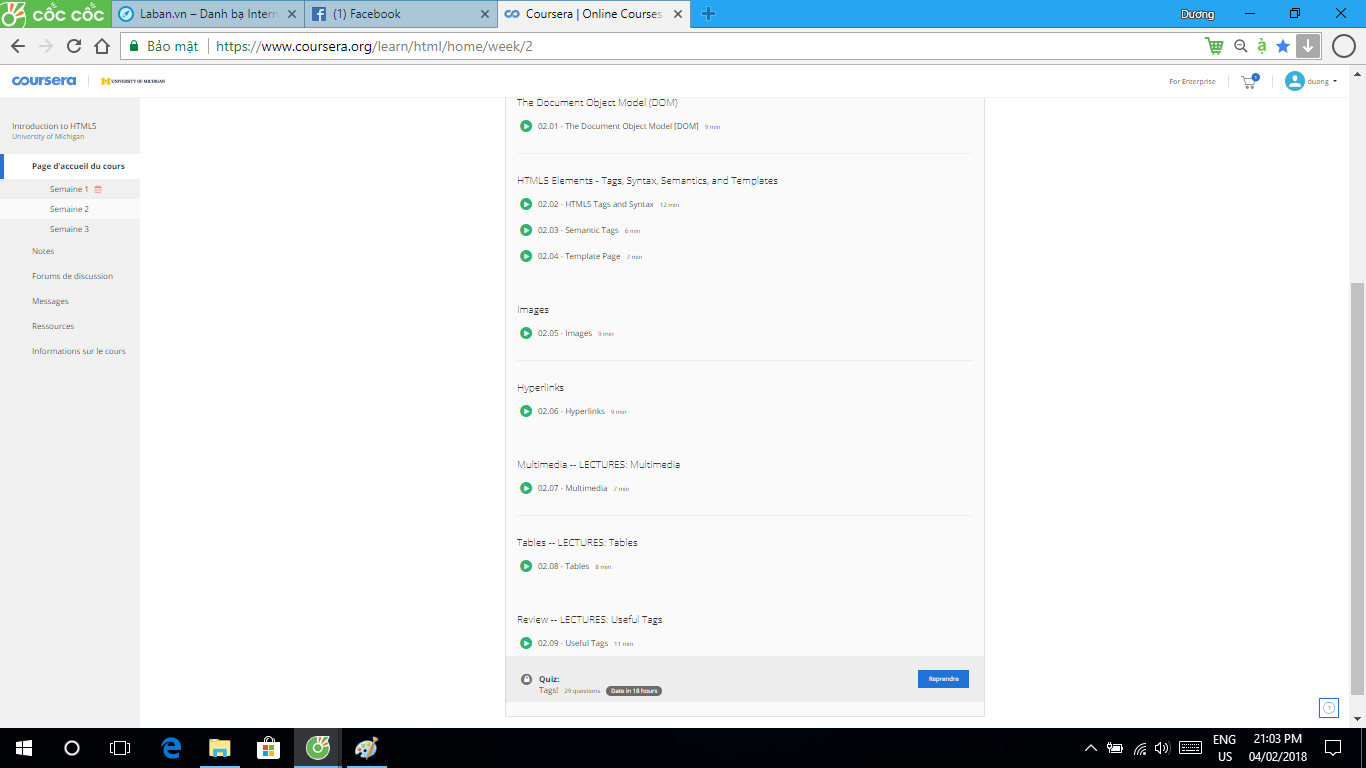 cốc cốc
Laban.vn – Danh bạ Intern
(1) Facebook
Coursera | Online Courses
Dương
Bảo mật
https://www.coursera.org/learn/html/home/week/2
coursera
M UNIVERSITY OF MICHIGAN
For Enterprise
1
duong
Introduction to HTML5
University of Michigan
Page d'accueil du cours
Semaine 1
Semaine 2
Semaine 3
Notes
Forums de discussion
Messages
Ressources
Informations sur le cours
The Document Object Model (DOM)
02.01 - The Document Object Model [DOM] 9 min
HTML5 Elements - Tags, Syntax, Semantics, and Templates
02.02 - HTML5 Tags and Syntax 12 min
02.03 - Semantic Tags 6 min
02.04 - Template Page 7 min
Images
02.05 - Images 9 min
Hyperlinks
02.06 - Hyperlinks 9 min
Multimedia -- LECTURES: Multimedia
02.07 - Multimedia 7 min
Tables -- LECTURES: Tables
02.08 - Tables 8 min
Review -- LECTURES: Useful Tags
02.09 - Useful Tags 11 min
Quiz:
Tags! 29 questions Date in 18 hours
Reprendre
ENG 21:03 PM
US 04/02/2018